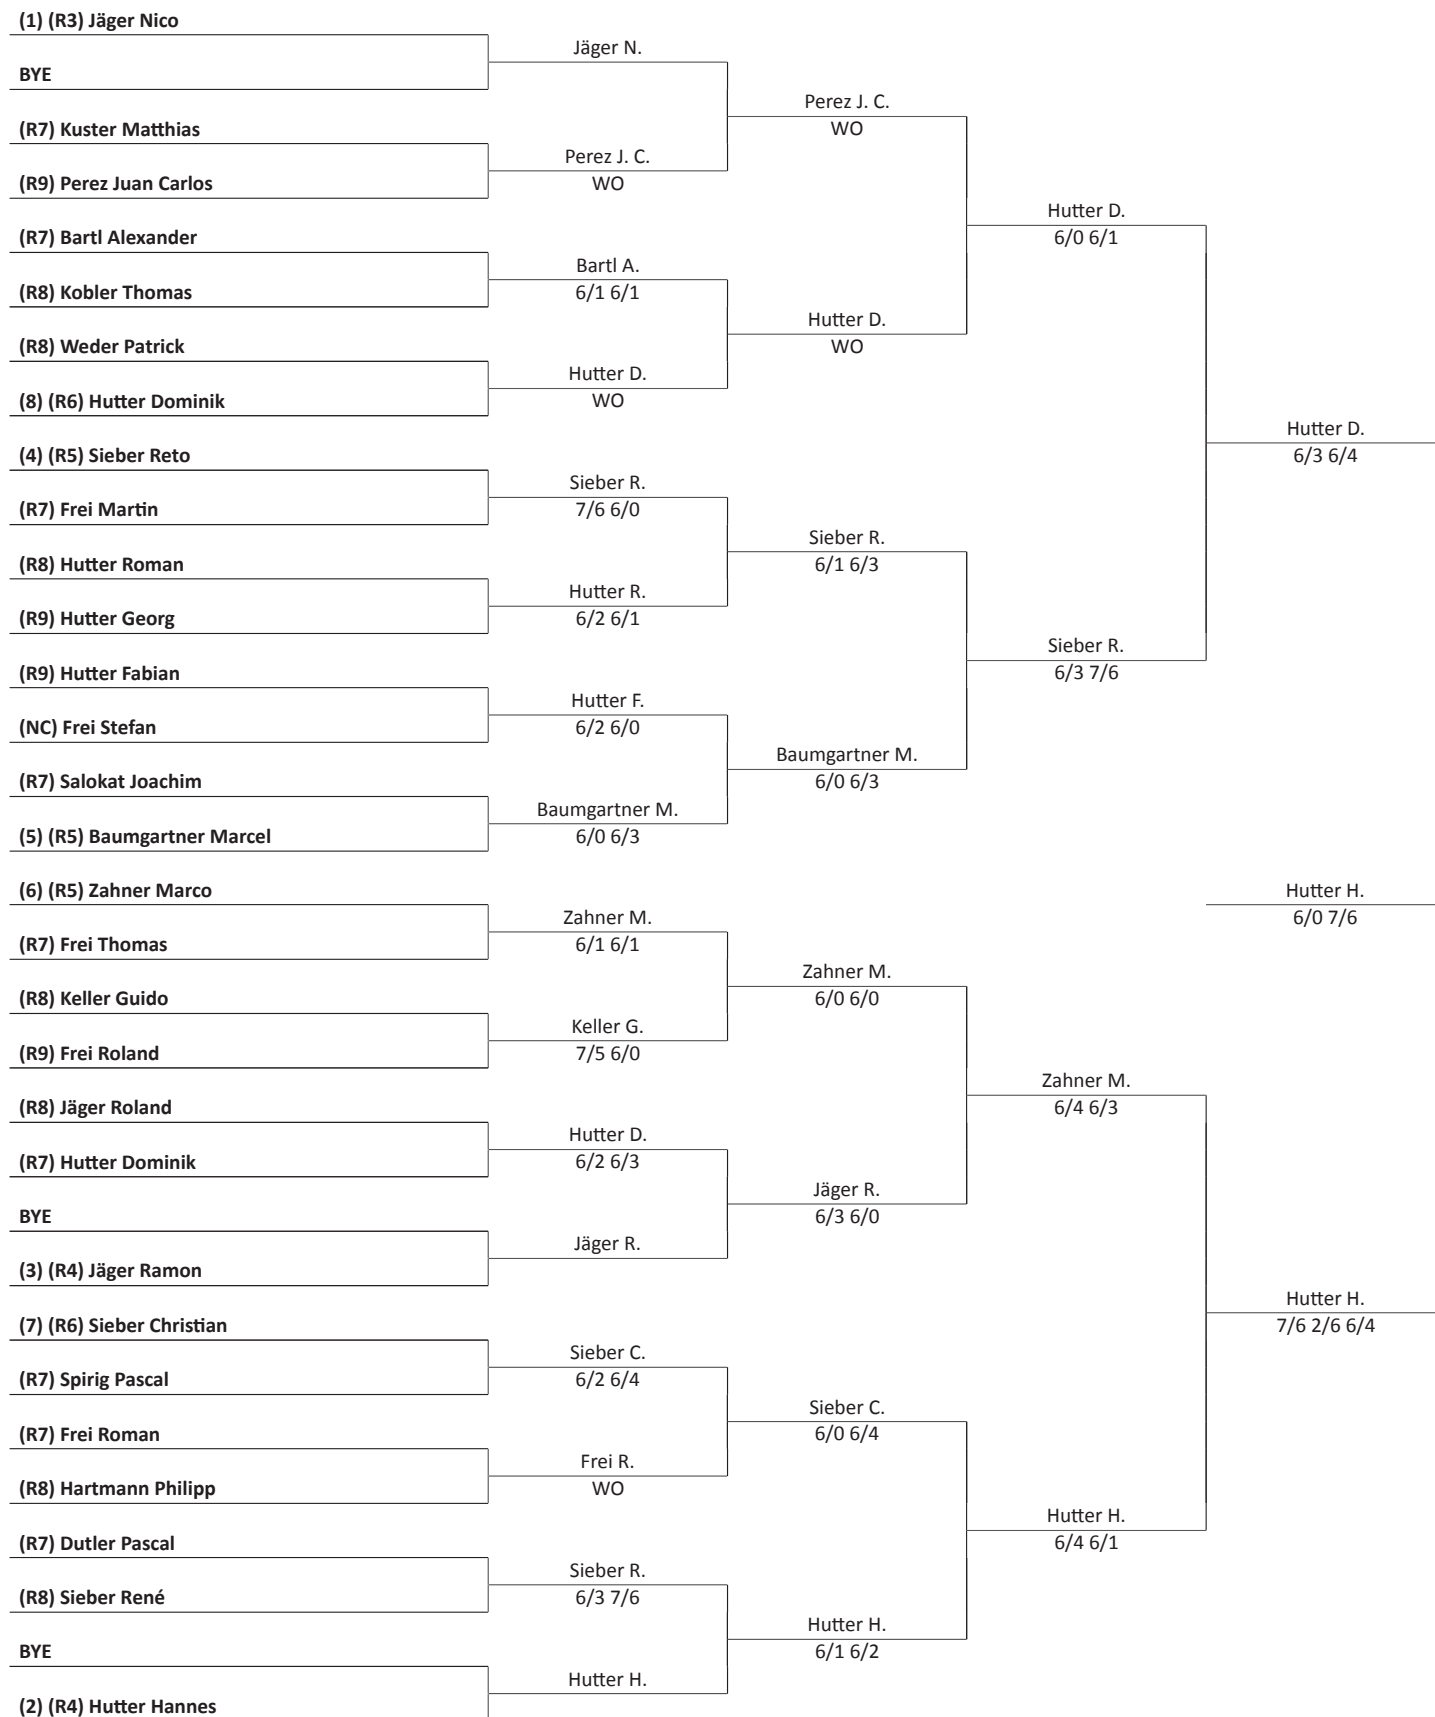 (1) (R3) Jäger Nico
BYE
(R7) Kuster Matthias
(R9) Perez Juan Carlos
(R7) Bartl Alexander
(R8) Kobler Thomas
(R8) Weder Patrick
(8) (R6) Hutter Dominik
(4) (R5) Sieber Reto
(R7) Frei Martin
(R8) Hutter Roman
(R9) Hutter Georg
(R9) Hutter Fabian
(NC) Frei Stefan
(R7) Salokat Joachim
(5) (R5) Baumgartner Marcel
(6) (R5) Zahner Marco
(R7) Frei Thomas
(R8) Keller Guido
(R9) Frei Roland
(R8) Jäger Roland
(R7) Hutter Dominik
BYE
(3) (R4) Jäger Ramon
(7) (R6) Sieber Christian
(R7) Spirig Pascal
(R7) Frei Roman
(R8) Hartmann Philipp
(R7) Dutler Pascal
(R8) Sieber René
BYE
(2) (R4) Hutter Hannes
Jäger N.
Perez J. C.
WO
Bartl A.
6/1 6/1
Hutter D.
WO
Sieber R.
7/6 6/0
Hutter R.
6/2 6/1
Hutter F.
6/2 6/0
Baumgartner M.
6/0 6/3
Zahner M.
6/1 6/1
Keller G.
7/5 6/0
Hutter D.
6/2 6/3
Jäger R.
Sieber C.
6/2 6/4
Frei R.
WO
Sieber R.
6/3 7/6
Hutter H.
Perez J. C.
WO
Hutter D.
WO
Sieber R.
6/1 6/3
Baumgartner M.
6/0 6/3
Zahner M.
6/0 6/0
Jäger R.
6/3 6/0
Sieber C.
6/0 6/4
Hutter H.
6/1 6/2
Hutter D.
6/0 6/1
Sieber R.
6/3 7/6
Zahner M.
6/4 6/3
Hutter H.
6/4 6/1
Hutter D.
6/3 6/4
Hutter H.
6/0 7/6
Hutter H.
7/6 2/6 6/4